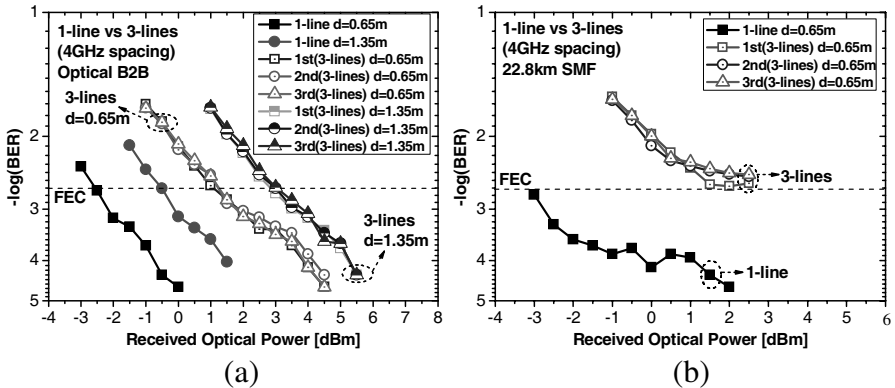 1-line vs 3-lines
(4GHz spacing)
Optical B2B
1-line d=0.65m
1-line d=1.35m
1st(3-lines) d=0.65m
2nd(3-lines) d=0.65m
3rd(3-lines) d=0.65m
1st(3-lines) d=1.35m
2nd(3-lines) d=1.35m
3rd(3-lines) d=1.35m
3-lines
d=0.65m
FEC
3-lines
d=1.35m
-log(BER)
1
2
3
4
5
-4 -3 -2 -1 0 1 2 3 4 5 6 7 8
Received Optical Power [dBm]
(a)
1-line vs 3-lines
(4GHz spacing)
22.8km SMF
1-line d=0.65m
1st(3-lines) d=0.65m
2nd(3-lines) d=0.65m
3rd(3-lines) d=0.65m
FEC
3-lines
1-line
-log(BER)
1
2
3
4
5
-4 -3 -2 -1 0 1 2 3 4 5 6
Received Optical Power [dBm]
(b)